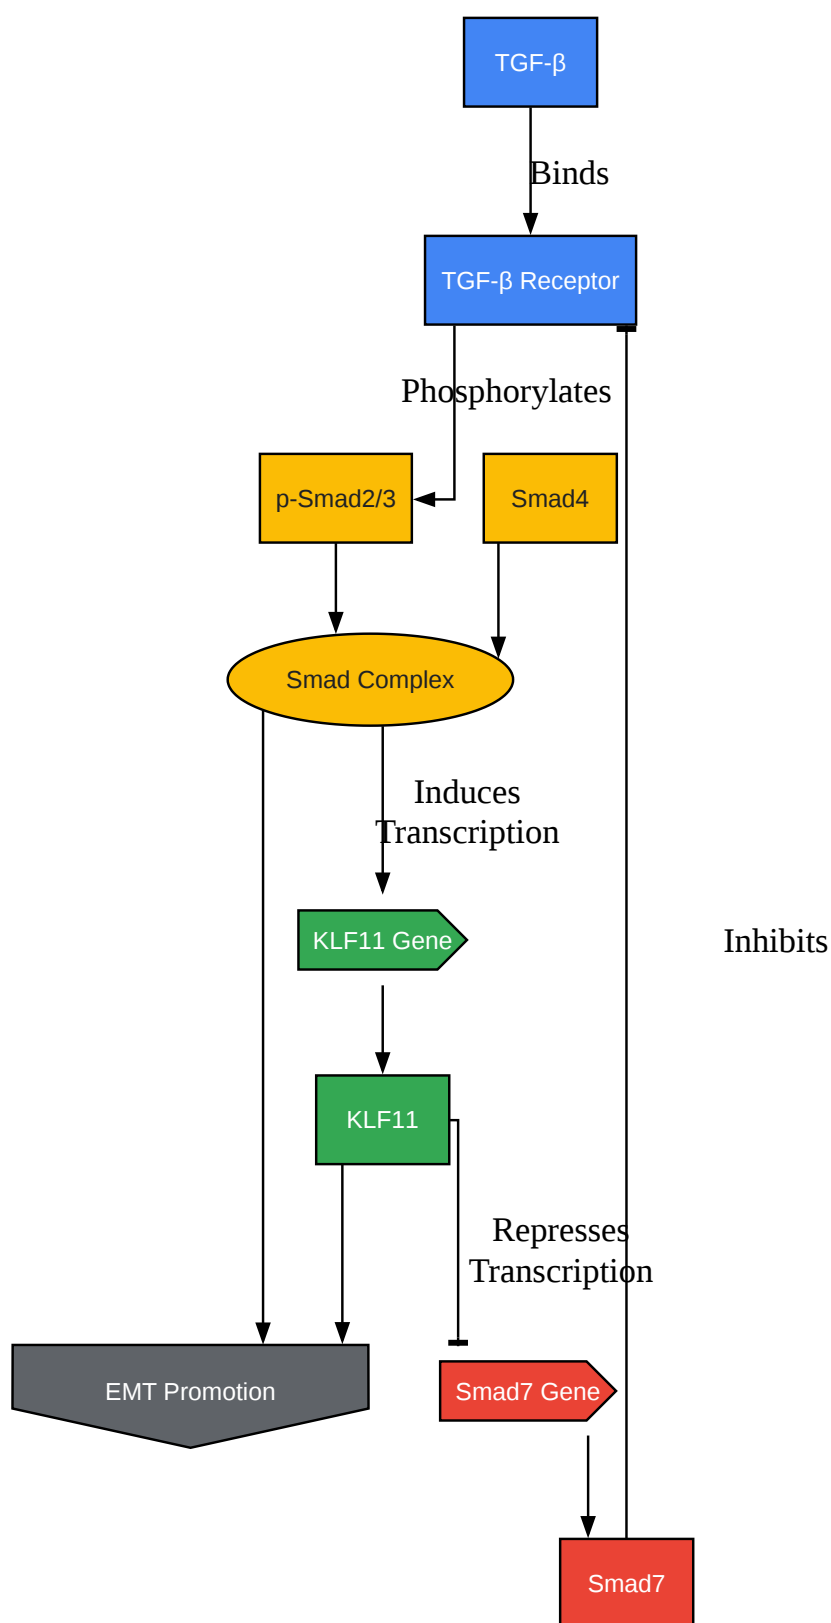 TGF-β
Binds
TGF-β Receptor
Phosphorylates
p-Smad2/3
Smad4
Smad Complex
Induces
Transcription
KLF11 Gene
Inhibits
KLF11
Represses
Transcription
EMT Promotion
Smad7 Gene
Smad7